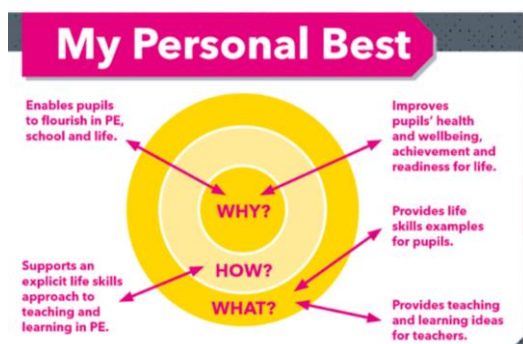 My Personal Best
Enables pupils
to flourish in PE,
school and life.
Improves
pupils’ health
and wellbeing,
achievement and
readiness for life.
WHY?
Provides life
skills examples
for pupils.
HOW?
Supports an
explicit life skills
approach to
teaching and
learning in PE.
WHAT?
Provides teaching
and learning ideas
for teachers.